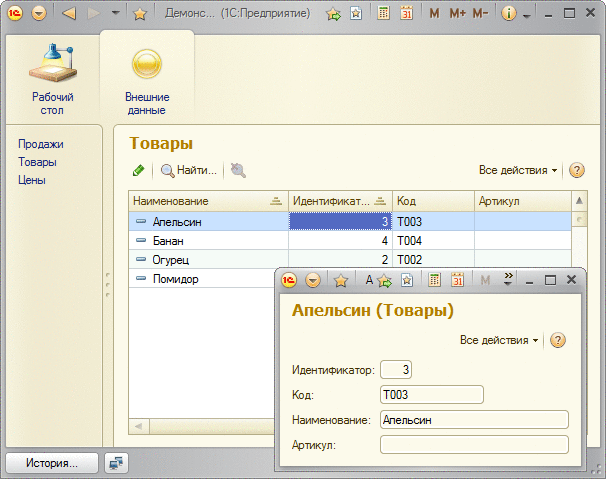 Демонс... (1С:Предприятие)
M M+ M-
Рабочий
стол
Внешние
данные
Продажи
Товары
Цены
Товары
Найти...
Все действия
Наименование Идентификат... Код Артикул
Апельсин 3 Т003
Банан 4 Т004
Огурец 2 Т002
Помидор
A M
Апельсин (Товары)
Все действия
Идентификатор: 3
Код: Т003
Наименование: Апельсин
Артикул:
История...